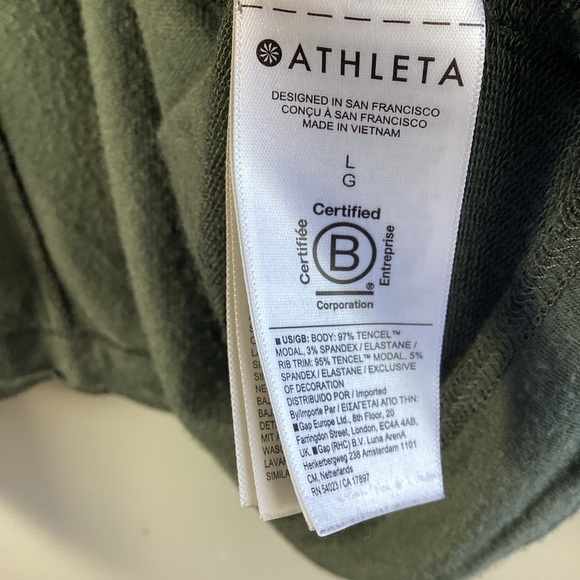 ATHLETA
DESIGNED IN SAN FRANCISCO
CONÇU À SAN FRANCISCO
MADE IN VIETNAM
L
G
Certified
Certifiée
B
Entreprise
®
Corporation
■ US/GB: BODY: 97% TENCEL™
MODAL, 3% SPANDEX / ELASTANE /
RIB TRIM: 95% TENCEL™ MODAL, 5%
SPANDEX / ELASTANE / EXCLUSIVE
OF DECORATION
DISTRIBUIDO POR / Imported
By/Importé par / ΕΙΣΑΓΕΤΑΙ ΑΠΟ ΤΗΝ:
■ Gap Europe Ltd., 8th Floor, 20
Farringdon Street, London, EC4A 4AB,
UK, ■ Gap (RHC) B.V. Luna ArenA
Herikerbergweg 238 Amsterdam 1101
CM, Netherlands
RN 54023 / CA 17897